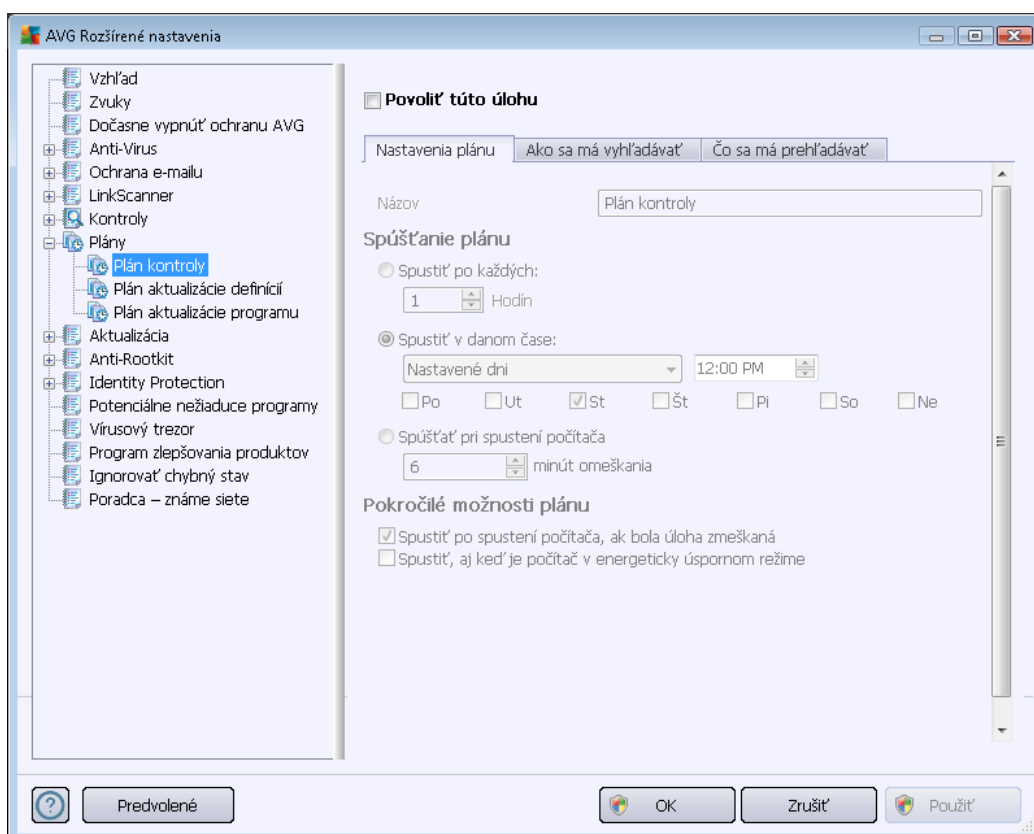 AVG Rozšírené nastavenia
Vzhľad
Zvuky
Dočasne vypnúť ochranu AVG
Anti-Virus
Ochrana e-mailu
LinkScanner
Kontroly
Plány
Plán kontroly
Plán aktualizácie definícií
Plán aktualizácie programu
Aktualizácia
Anti-Rootkit
Identity Protection
Potenciálne nežiaduce programy
Vírusový trezor
Program zlepšovania produktov
Ignorovať chybný stav
Poradca – známe siete
Povoliť túto úlohu
Nastavenia plánu Ako sa má vyhľadávať Čo sa má prehľadávať
Názov Plán kontroly
Spúšťanie plánu
Spustiť po každých:
1 Hodín
Spustiť v danom čase:
Nastavené dni 12:00 PM
Po Ut St Št Pi So Ne
Spúšťať pri spustení počítača
6 minút omeškania
Pokročilé možnosti plánu
Spustiť po spustení počítača, ak bola úloha zmeškaná
Spustiť, aj keď je počítač v energeticky úspornom režime
? Predvolené OK Zrušiť Použiť